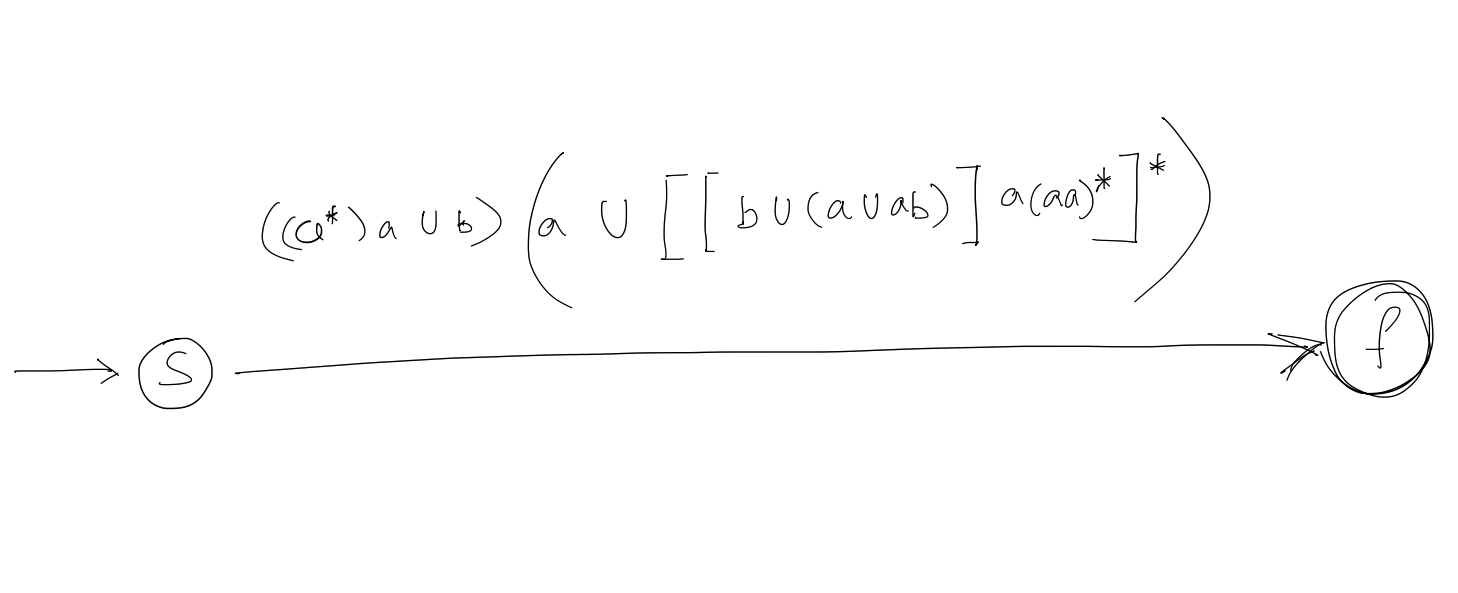 ((a*) a ∪ b) (a ∪ [[b ∪ (a ∪ ab)] a(aa)*]*)
S
f